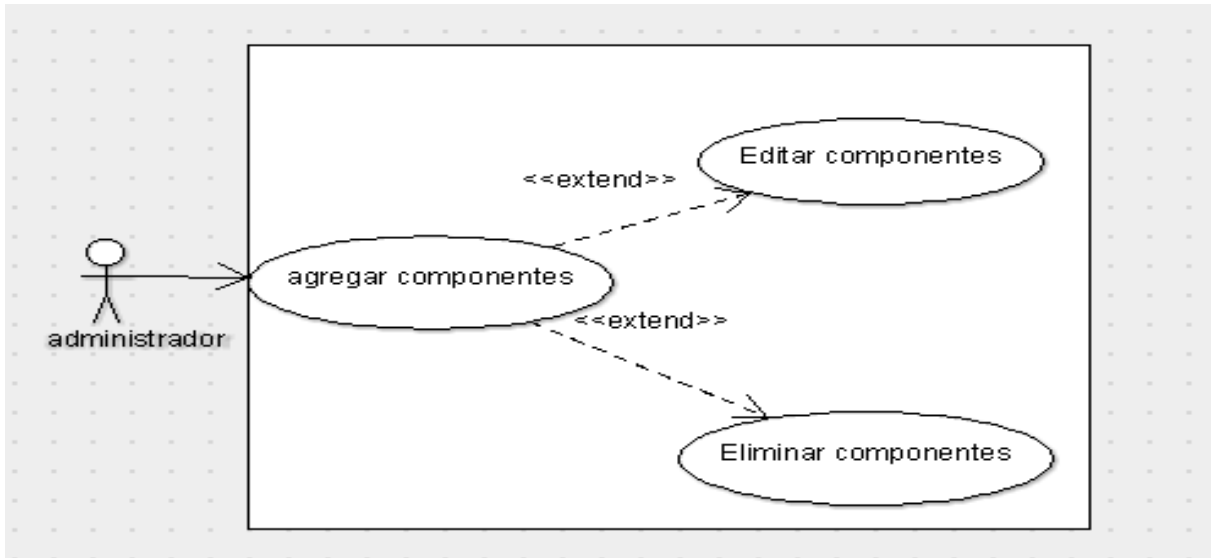 Editar componentes
<<extend>>
agregar componentes
<<extend>>
administrador
Eliminar componentes